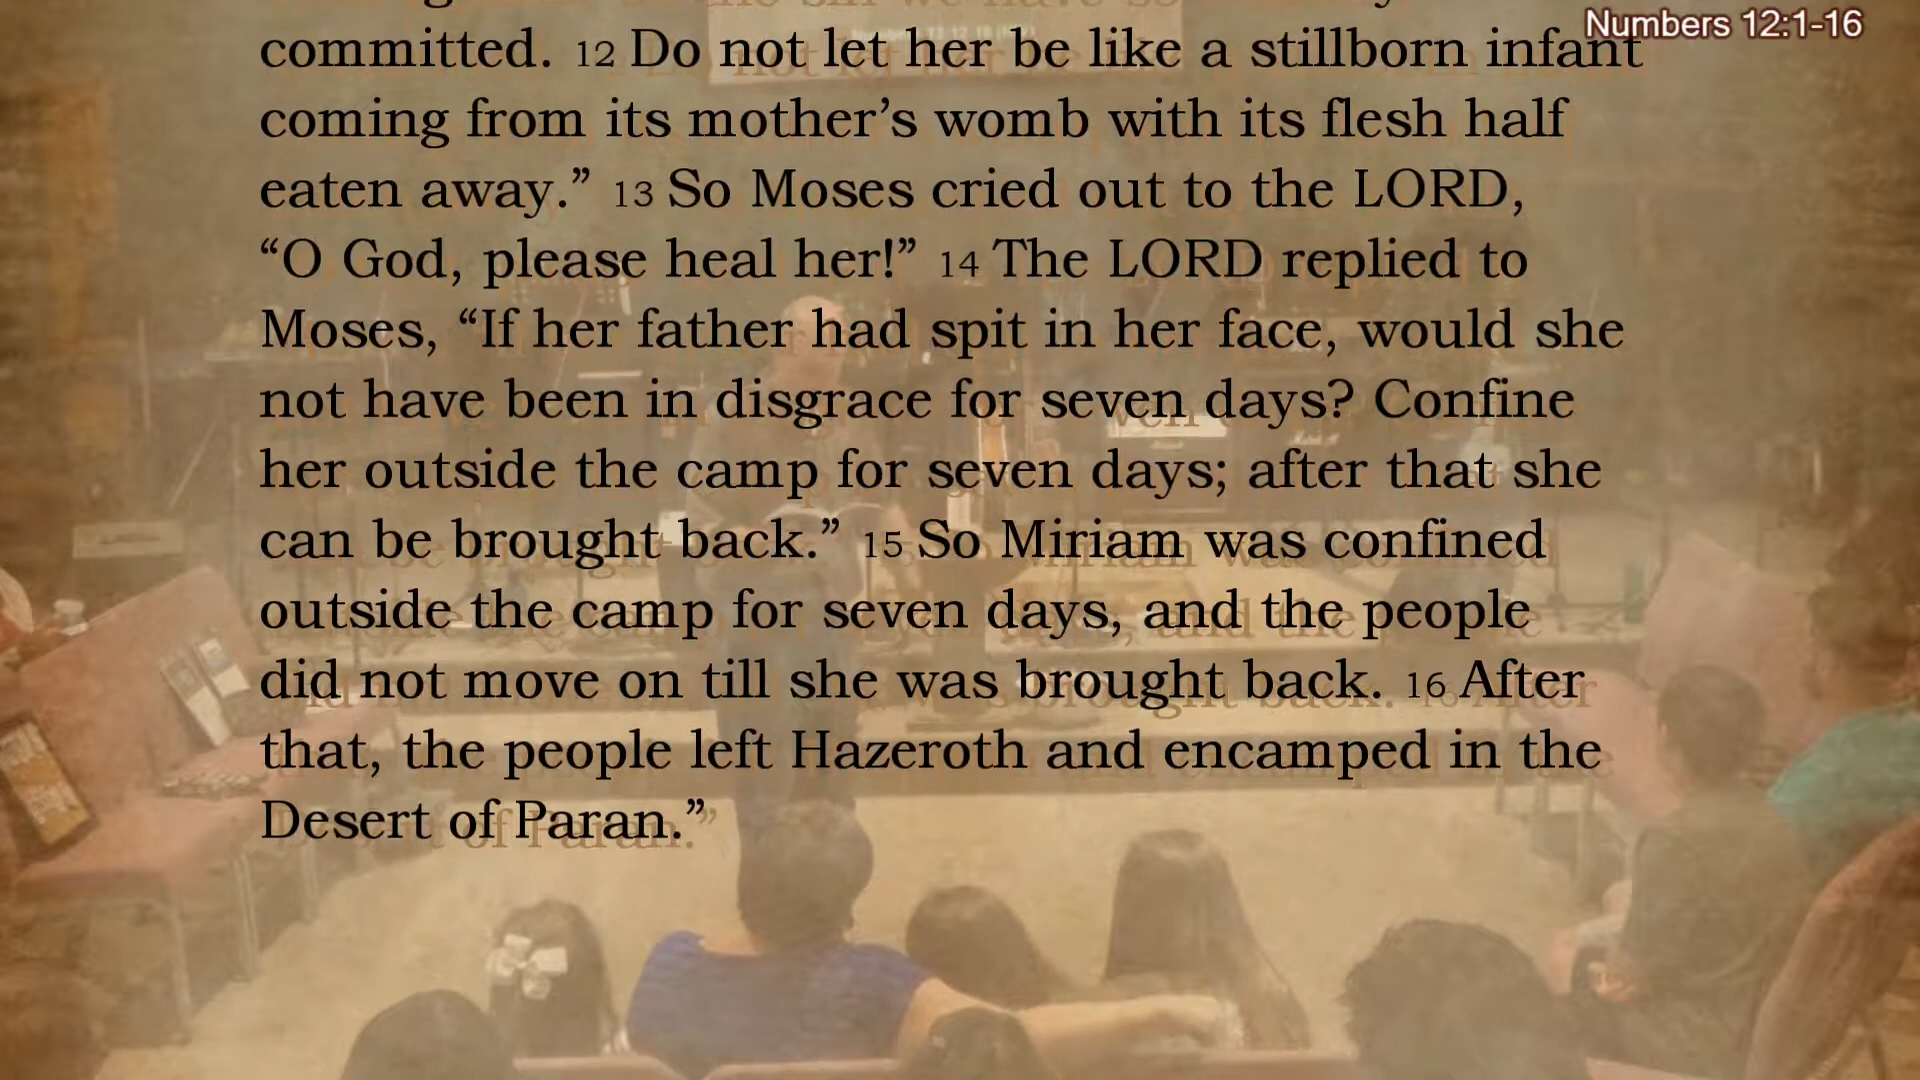 Numbers 12:1-16
committed. 12 Do not let her be like a stillborn infant
coming from its mother’s womb with its flesh half
eaten away.” 13 So Moses cried out to the LORD,
“O God, please heal her!” 14 The LORD replied to
Moses, “If her father had spit in her face, would she
not have been in disgrace for seven days? Confine
her outside the camp for seven days; after that she
can be brought back.” 15 So Miriam was confined
outside the camp for seven days, and the people
did not move on till she was brought back. 16 After
that, the people left Hazeroth and encamped in the
Desert of Paran.”